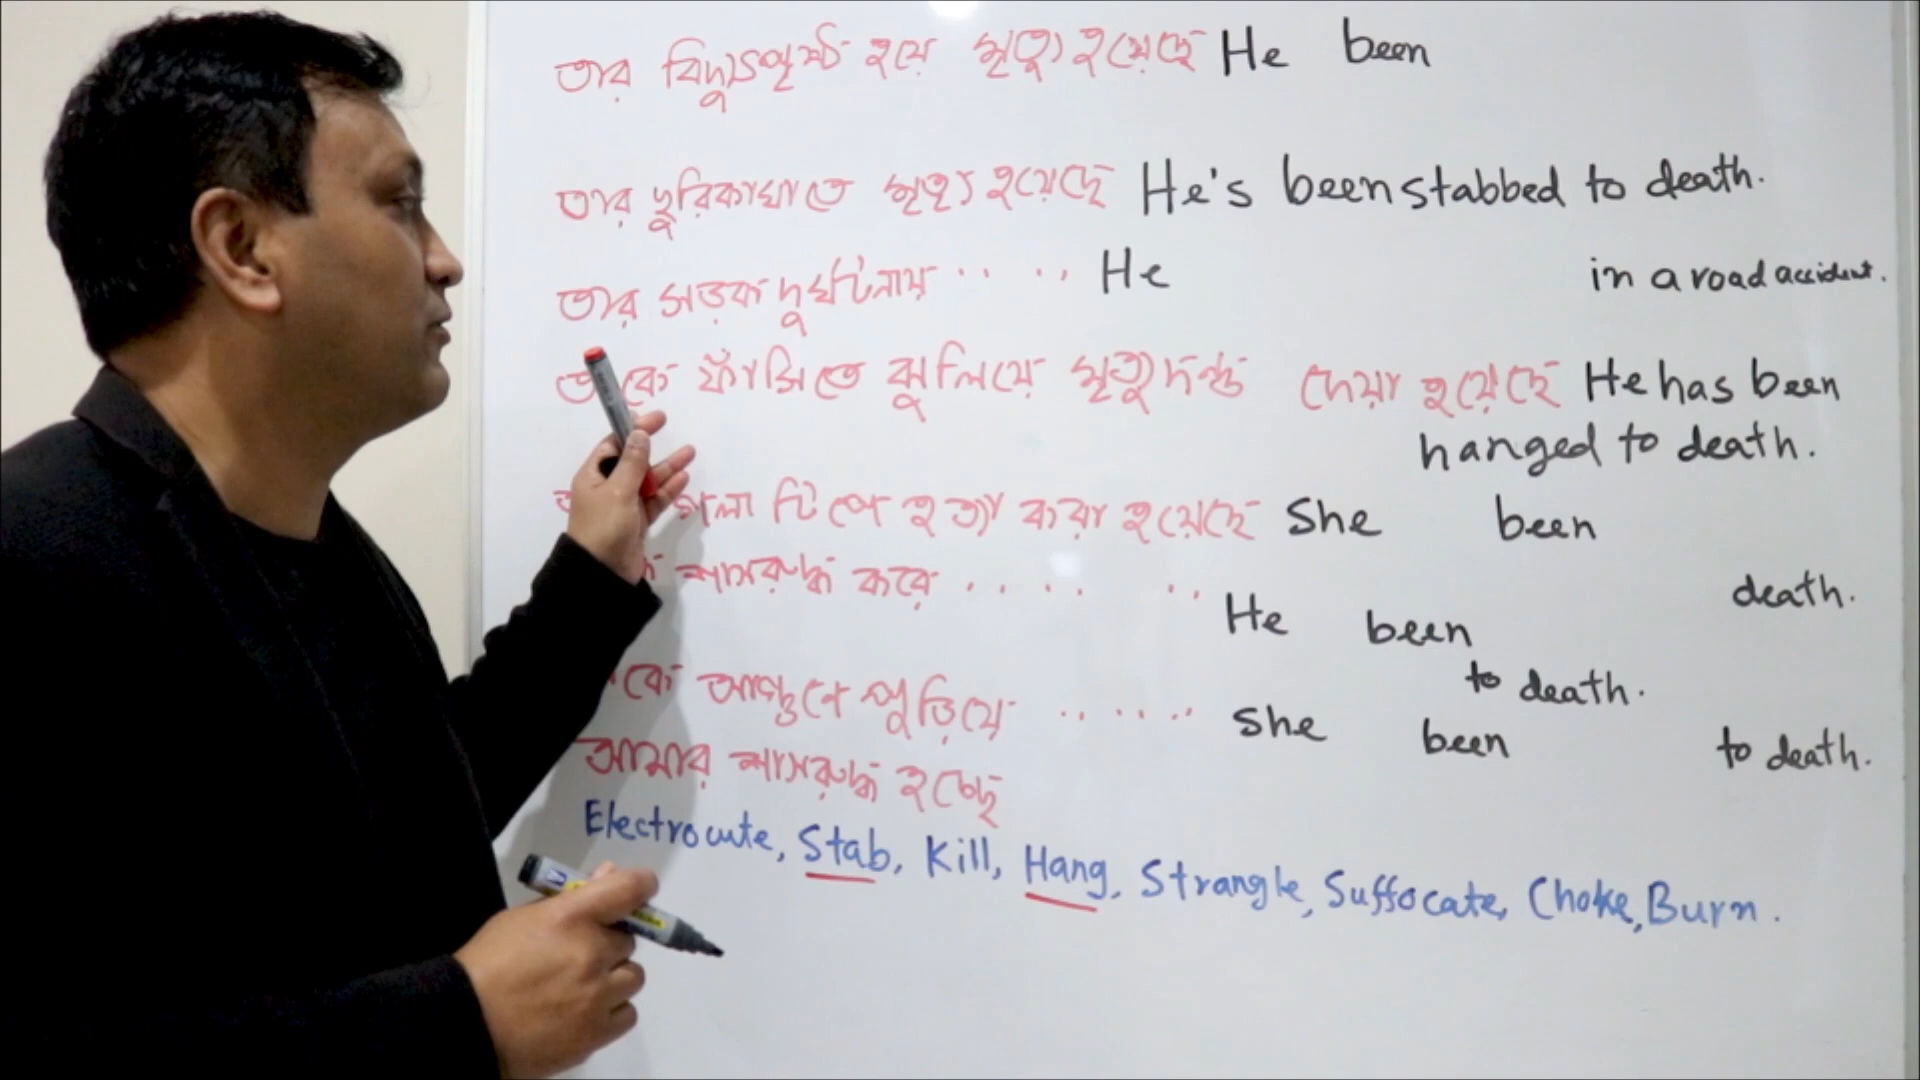 তার বিদ্যুৎস্পৃষ্ট হয়ে মৃত্যু হয়েছে He been
তার ছুরিকাঘাতে মৃত্যু হয়েছে He's been stabbed to death.
তার সড়ক দুর্ঘটনায় .. .. He in a road accident.
ফাঁসিতে ঝুলিয়ে মৃত্যুদন্ড দেয়া হয়েছে He has been
hanged to death.
গলা টিপে হত্যা করা হয়েছে She been
শ্বাসরুদ্ধ করে .... .. death.
He been
to death.
আগুনে পুড়িয়ে ..... She been to death.
আমার শ্বাসরুদ্ধ হচ্ছে
Electrocute, Stab, Kill, Hang, Strangle, Suffocate, Choke, Burn.